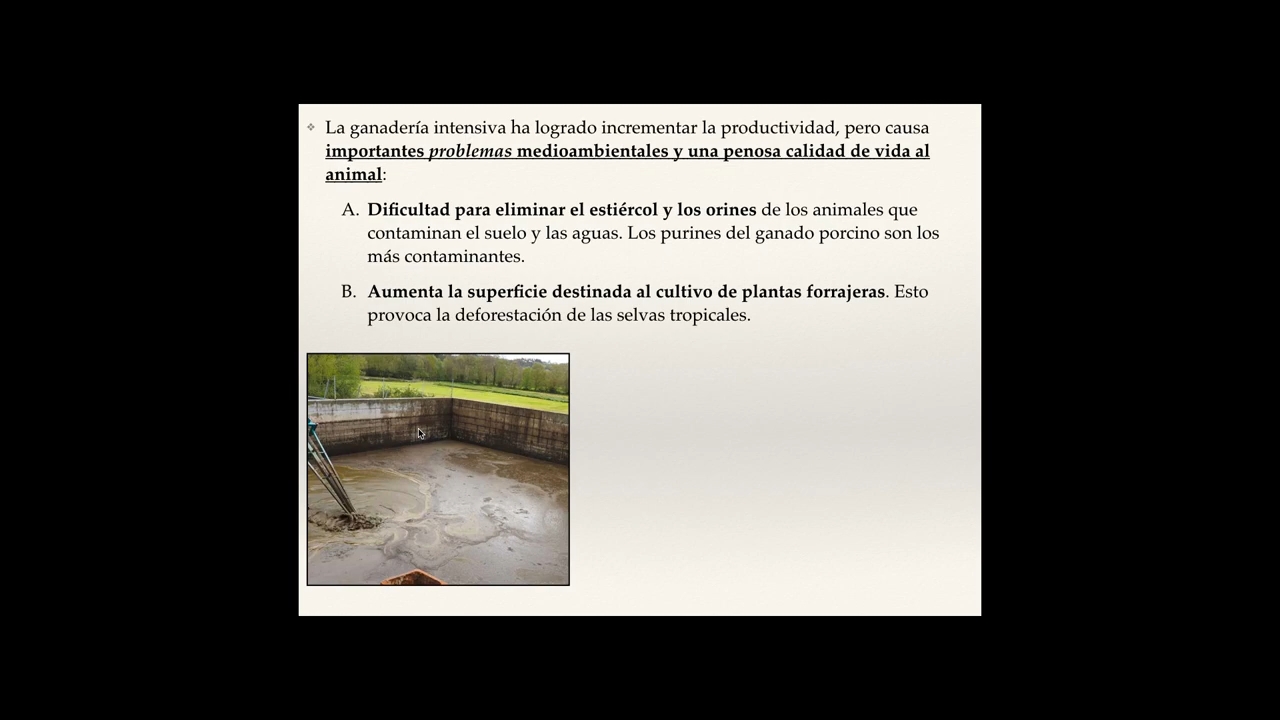 La ganadería intensiva ha logrado incrementar la productividad, pero causa
importantes problemas medioambientales y una penosa calidad de vida al
animal:
A. Dificultad para eliminar el estiércol y los orines de los animales que
contaminan el suelo y las aguas. Los purines del ganado porcino son los
más contaminantes.
B. Aumenta la superficie destinada al cultivo de plantas forrajeras. Esto
provoca la deforestación de las selvas tropicales.